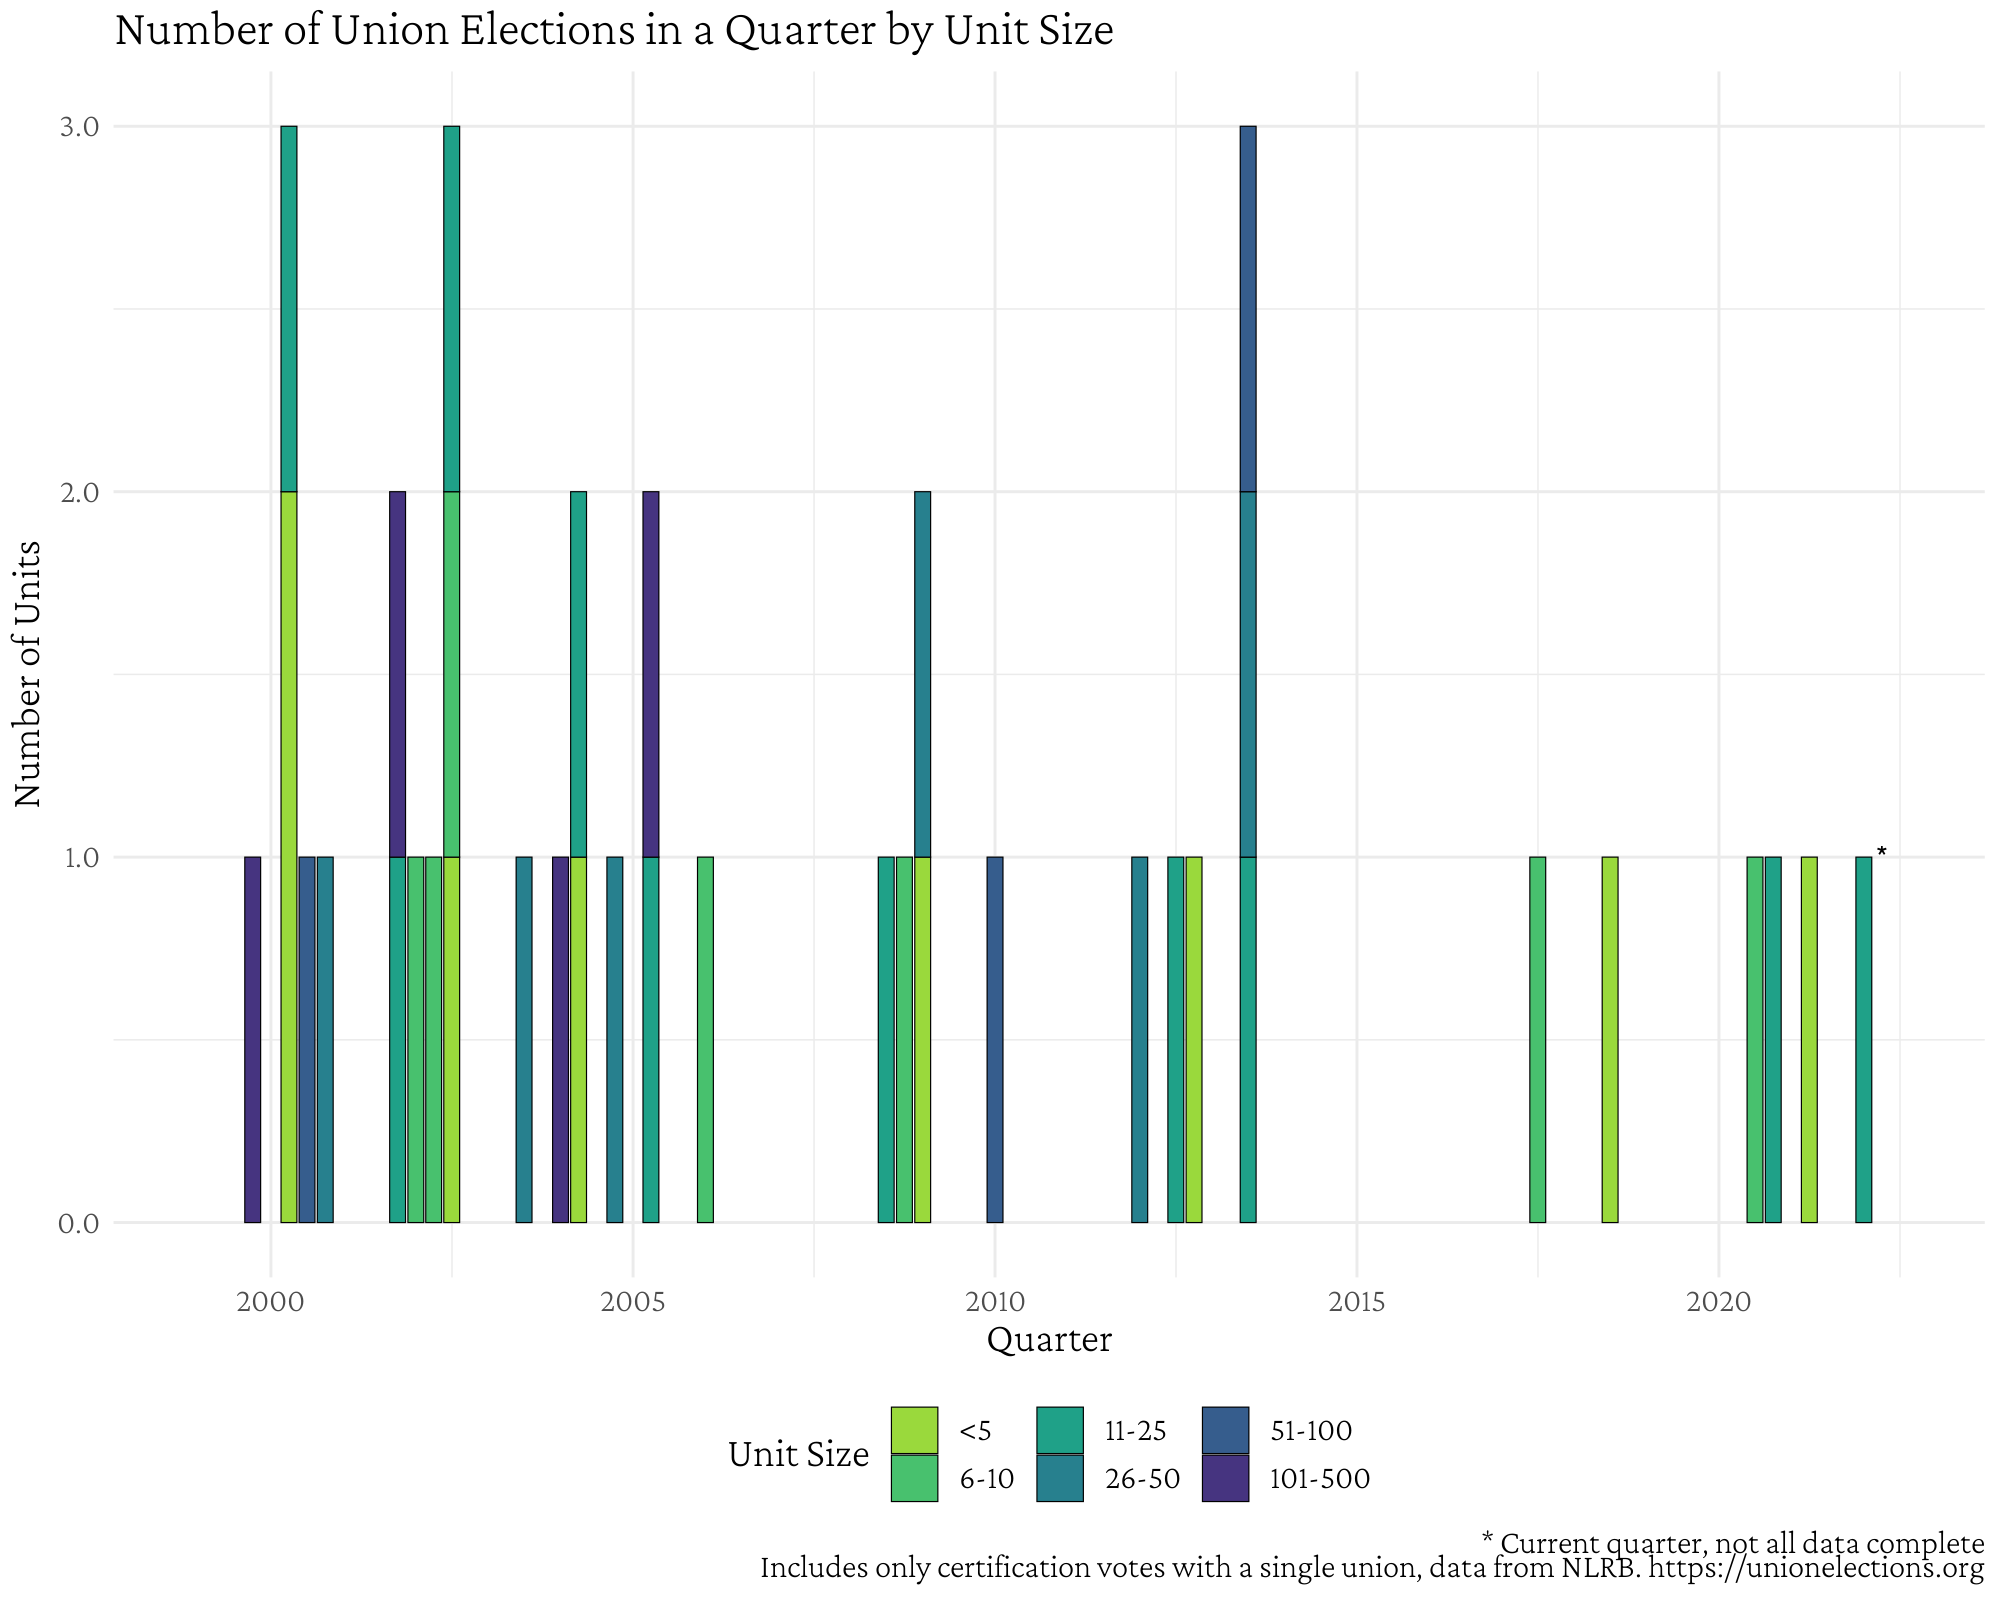 Number of Union Elections in a Quarter by Unit Size
3.0
2.0
1.0
0.0
Number of Units
*
2000 2005 2010 2015 2020
Quarter
Unit Size
<5 11-25 51-100
6-10 26-50 101-500
* Current quarter, not all data complete
Includes only certification votes with a single union, data from NLRB. https://unionelections.org